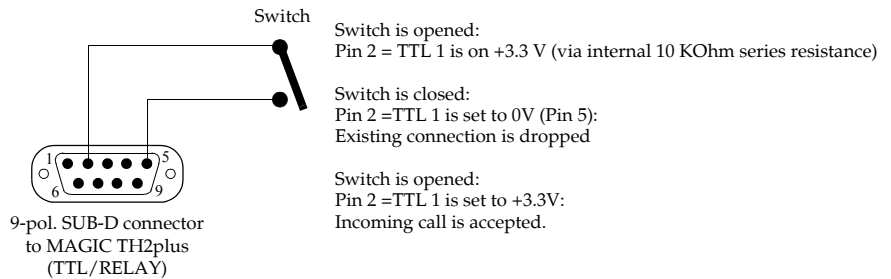 Switch
Switch is opened:
Pin 2 = TTL 1 is on +3.3 V (via internal 10 KOhm series resistance)
Switch is closed:
Pin 2 =TTL 1 is set to 0V (Pin 5):
Existing connection is dropped
Switch is opened:
Pin 2 =TTL 1 is set to +3.3V:
Incoming call is accepted.
1 5
6 9
9-pol. SUB-D connector
to MAGIC TH2plus
(TTL/RELAY)